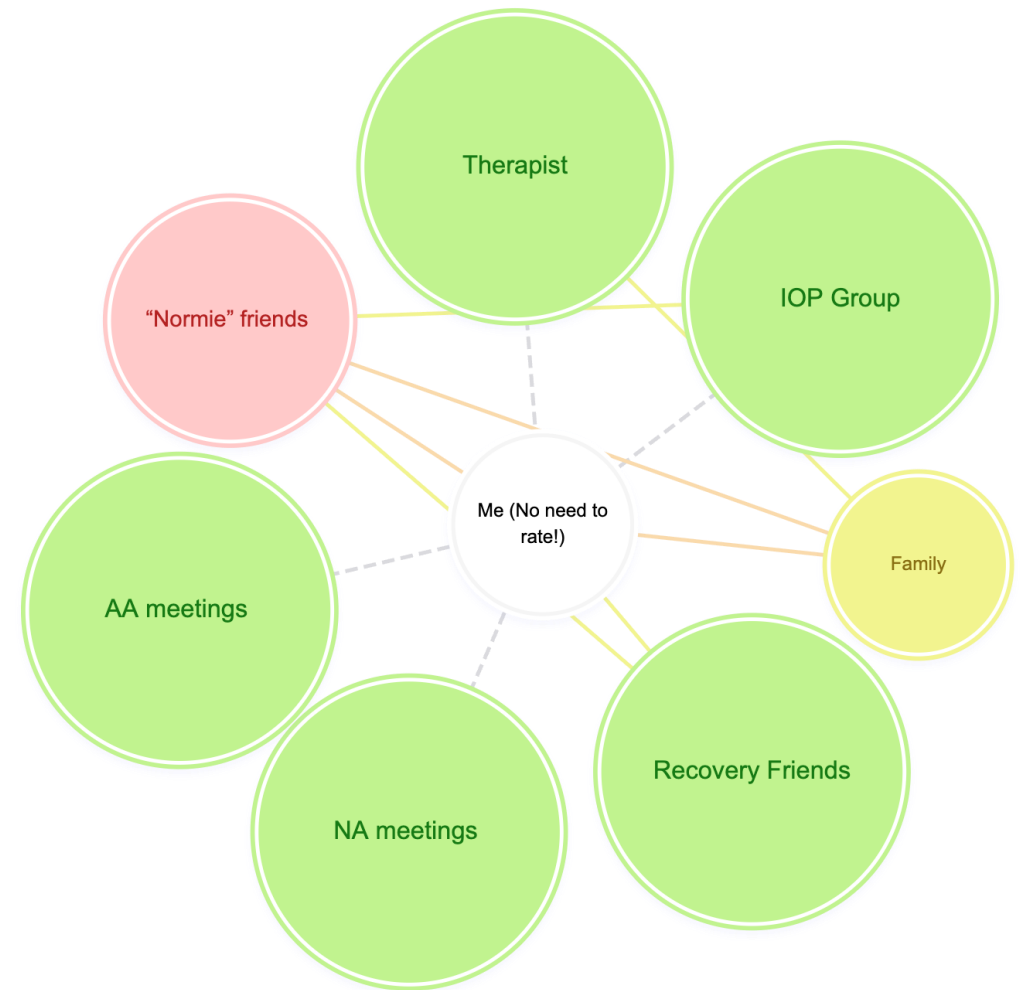 Therapist
IOP Group
“Normie” friends
Me (No need to
rate!)
Family
AA meetings
Recovery Friends
NA meetings